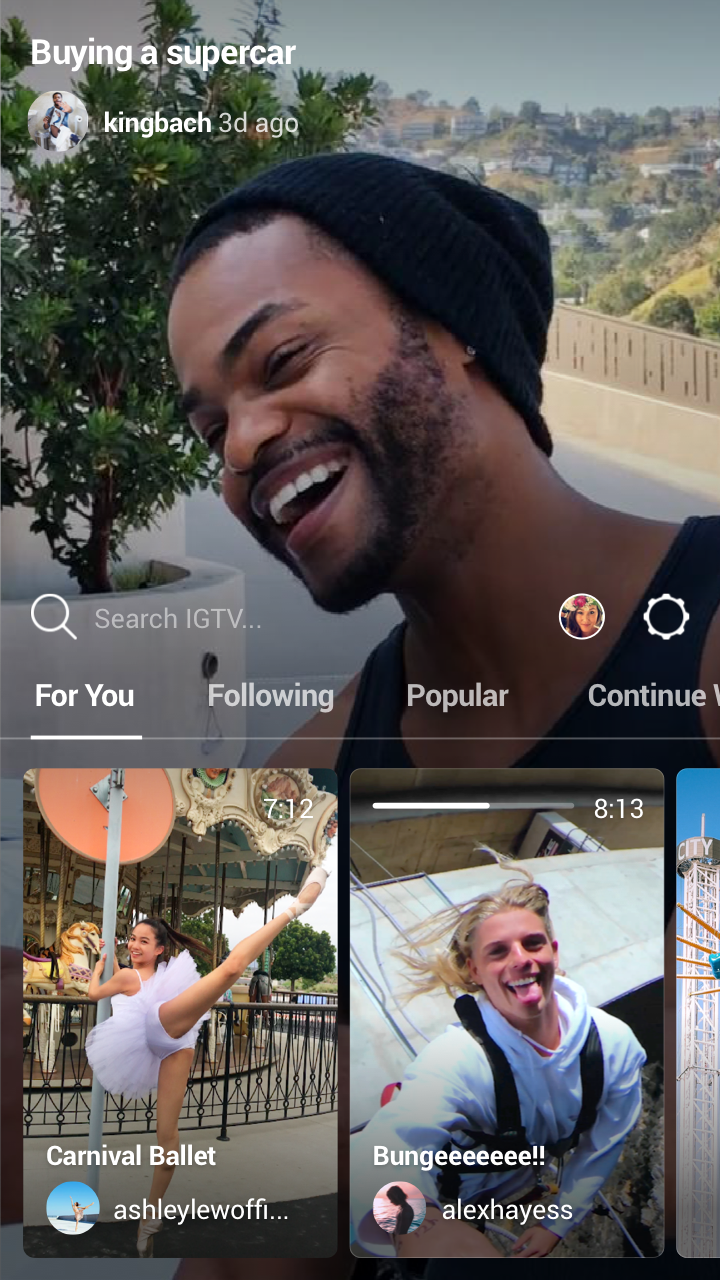 Buying a supercar
kingbach 3d ago
Search IGTV...
For You Following Popular Continue W
7:12
8:13
CITY
Carnival Ballet
Bungeeeeeee!!
ashleylewoffi...
alexhayess